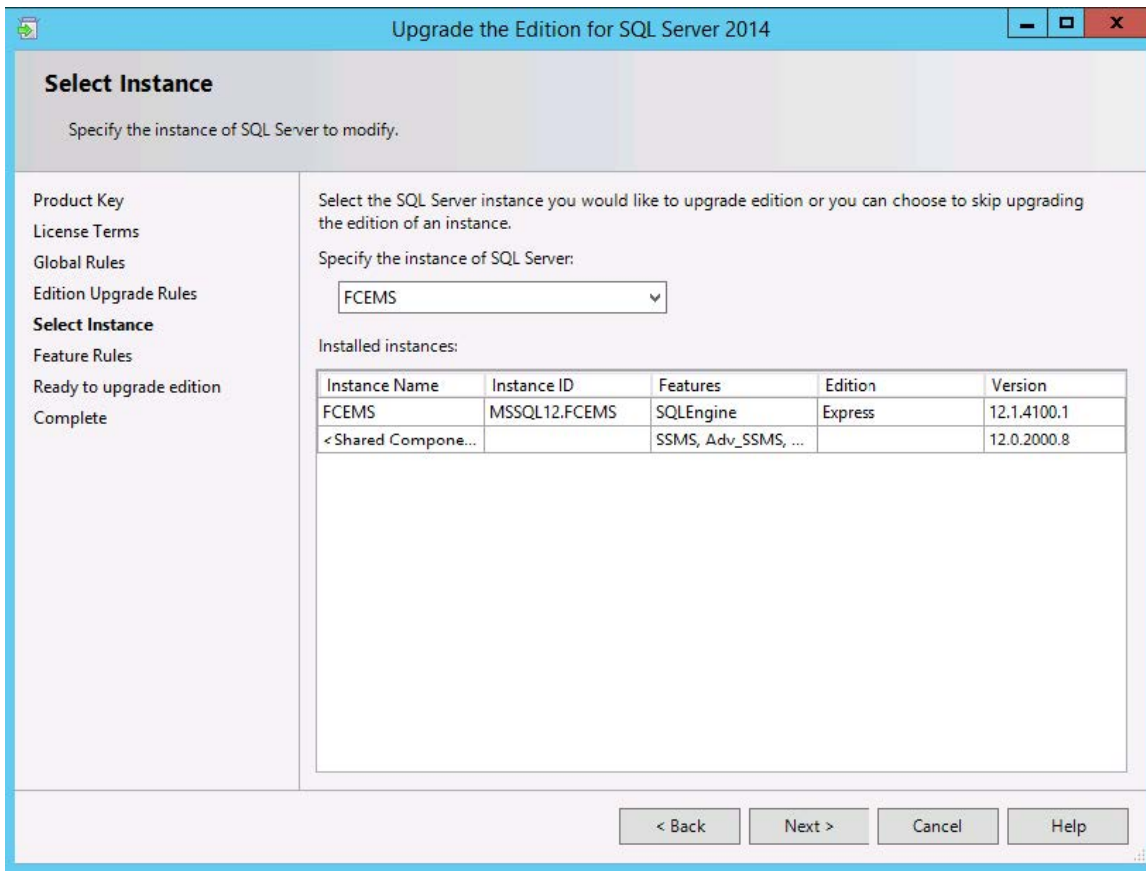 Upgrade the Edition for SQL Server 2014
Select Instance
Specify the instance of SQL Server to modify.
Product Key
License Terms
Global Rules
Edition Upgrade Rules
Select Instance
Feature Rules
Ready to upgrade edition
Complete
Select the SQL Server instance you would like to upgrade edition or you can choose to skip upgrading
the edition of an instance.
Specify the instance of SQL Server:
FCEMS
Installed instances:
Instance Name Instance ID Features Edition Version
FCEMS MSSQL12.FCEMS SQLEngine Express 12.1.4100.1
<Shared Compone... SSMS, Adv_SSMS, ... 12.0.2000.8
< Back Next > Cancel Help